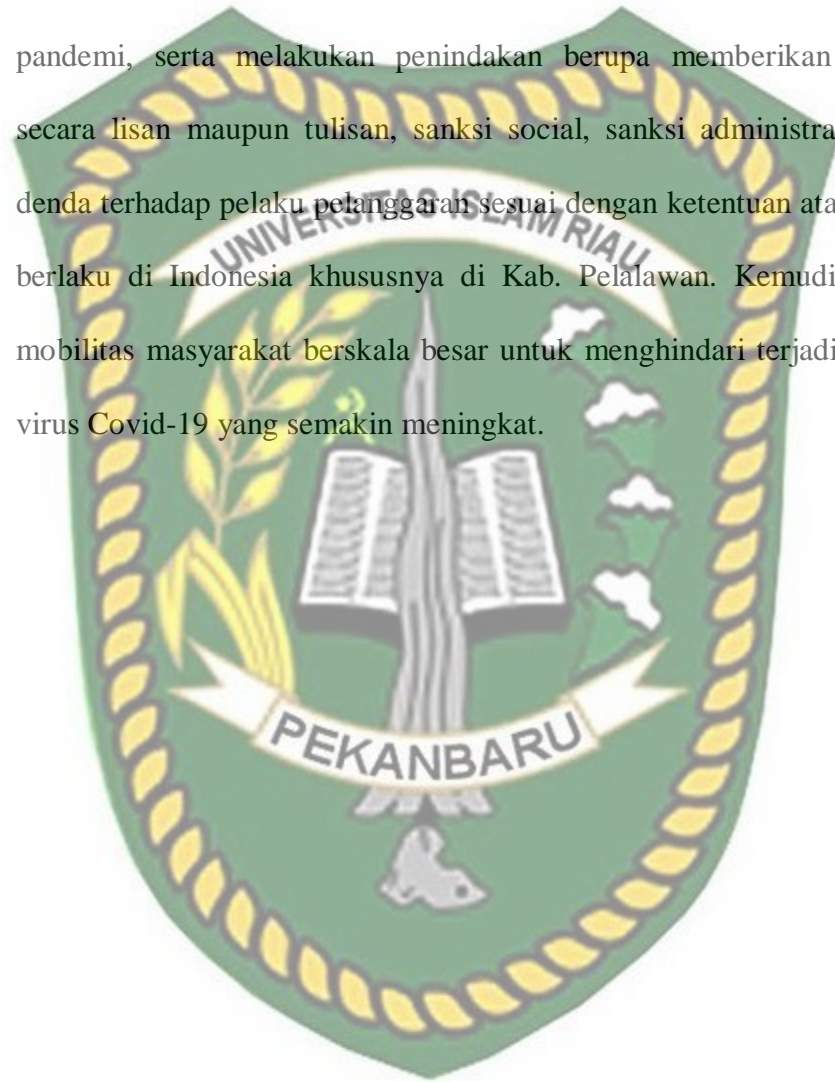 pandemi, serta melakukan penindakan berupa memberikan
secara lisan maupun tulisan, sanksi social, sanksi administra
denda terhadap pelaku pelanggaran sesuai dengan ketentuan ata
berlaku di Indonesia khususnya di Kab. Pelalawan. Kemudi
mobilitas masyarakat berskala besar untuk menghindari terjadi
virus Covid-19 yang semakin meningkat.
UNIVERSITAS ISLAM RIAU
PEKANBARU